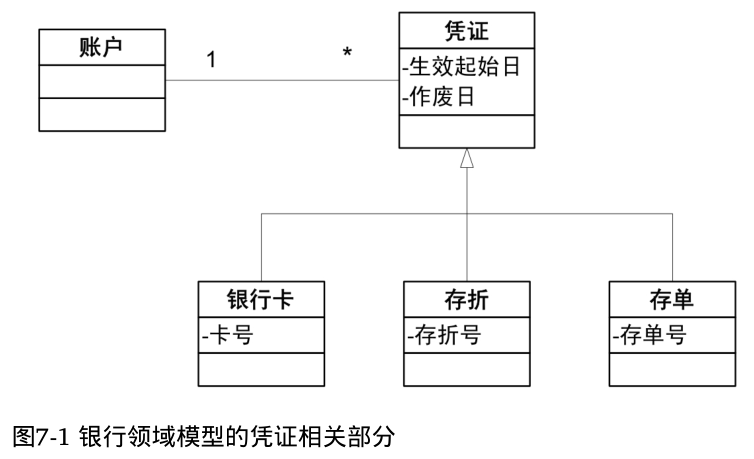 账户
1
*
凭证
-生效起始日
-作废日
银行卡
-卡号
存折
-存折号
存单
-存单号
图7-1 银行领域模型的凭证相关部分